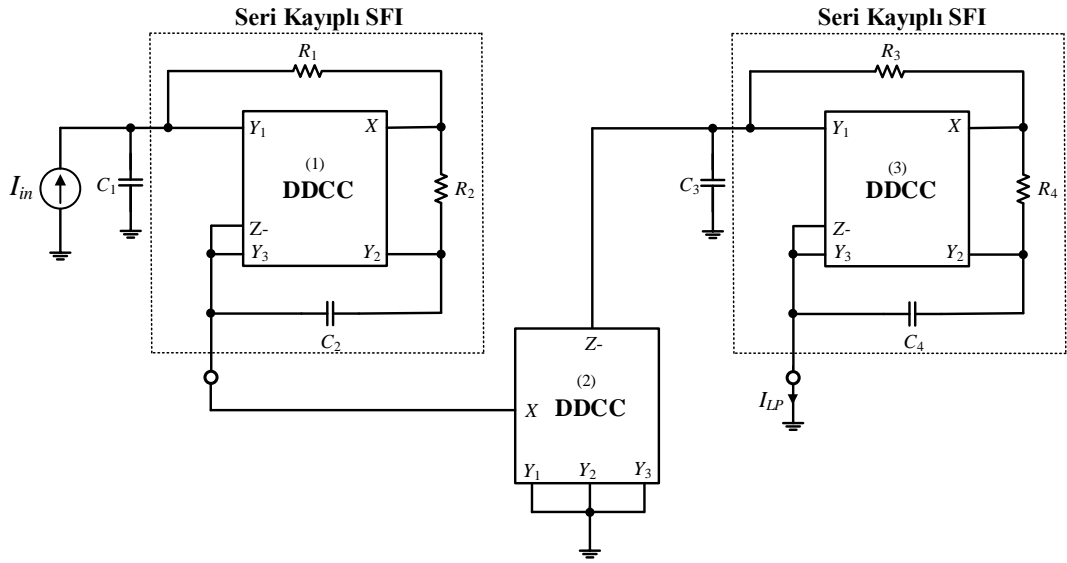 Seri Kayıplı SFI
Seri Kayıplı SFI
R1
R3
Y1
X
Y1
X
(1)
DDCC
(3)
DDCC
Iin
C1
R2
C3
R4
Z-
Y3
Y2
Z-
Y3
Y2
C2
C4
Z-
(2)
DDCC
X
ILP
Y1
Y2
Y3